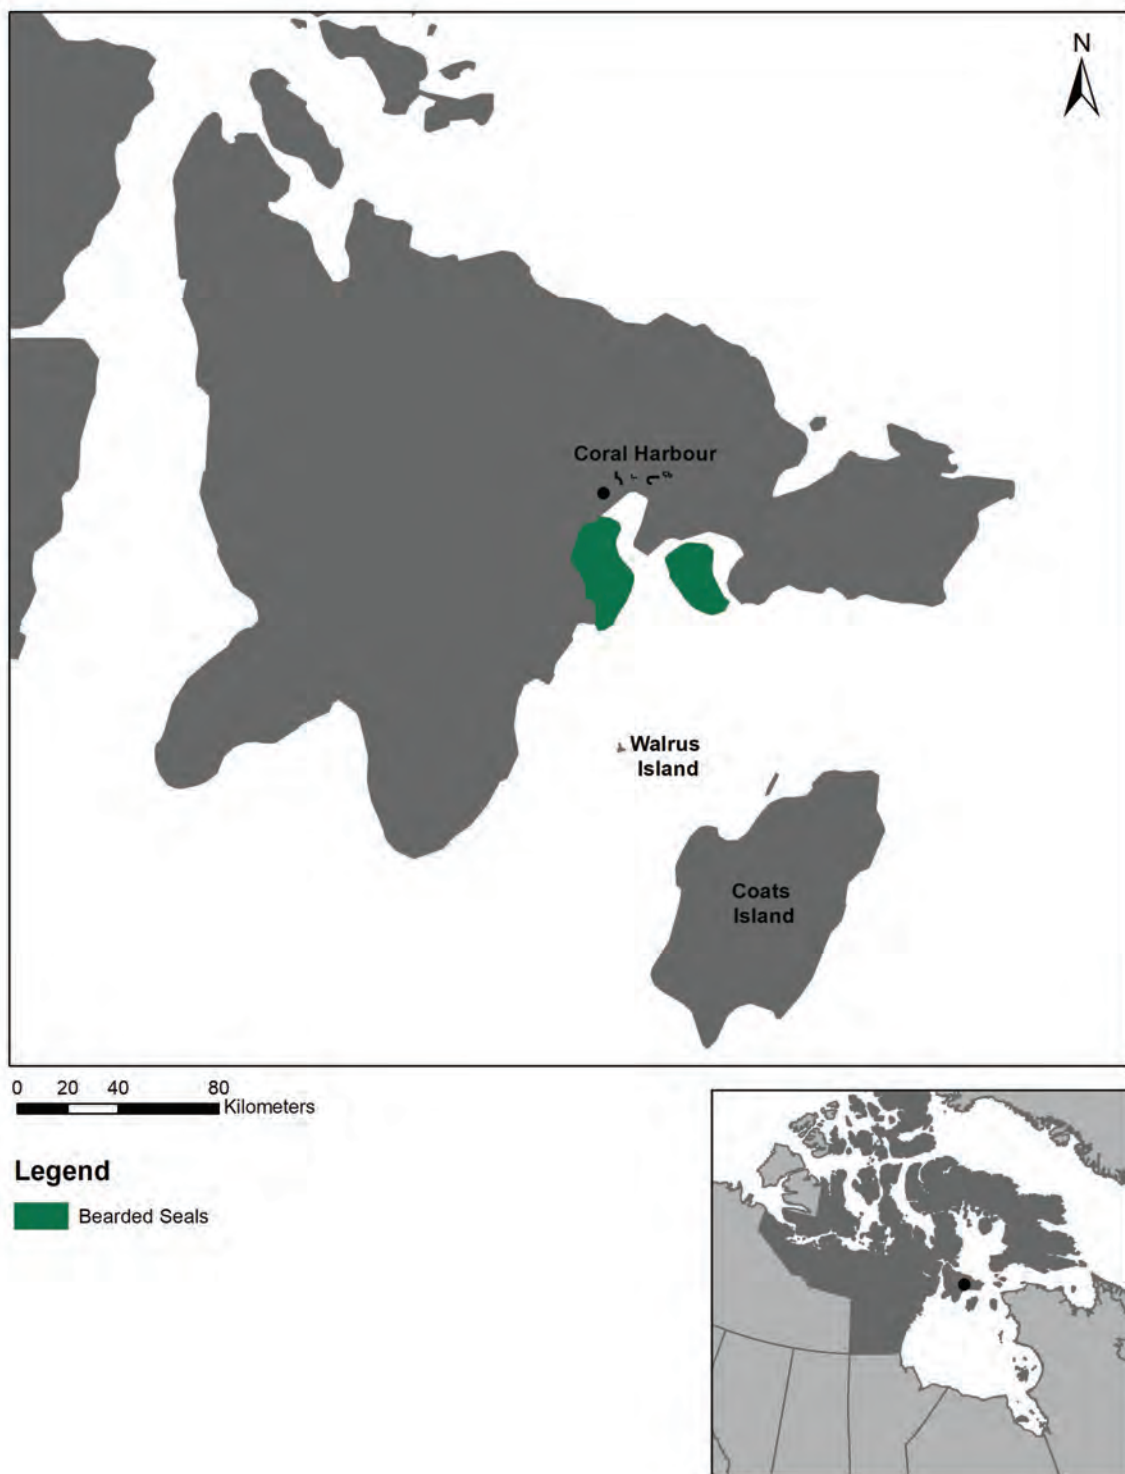 N
Coral Harbour
Walrus
Island
Coats
Island
0 20 40 80
Kilometers
Legend
Bearded Seals